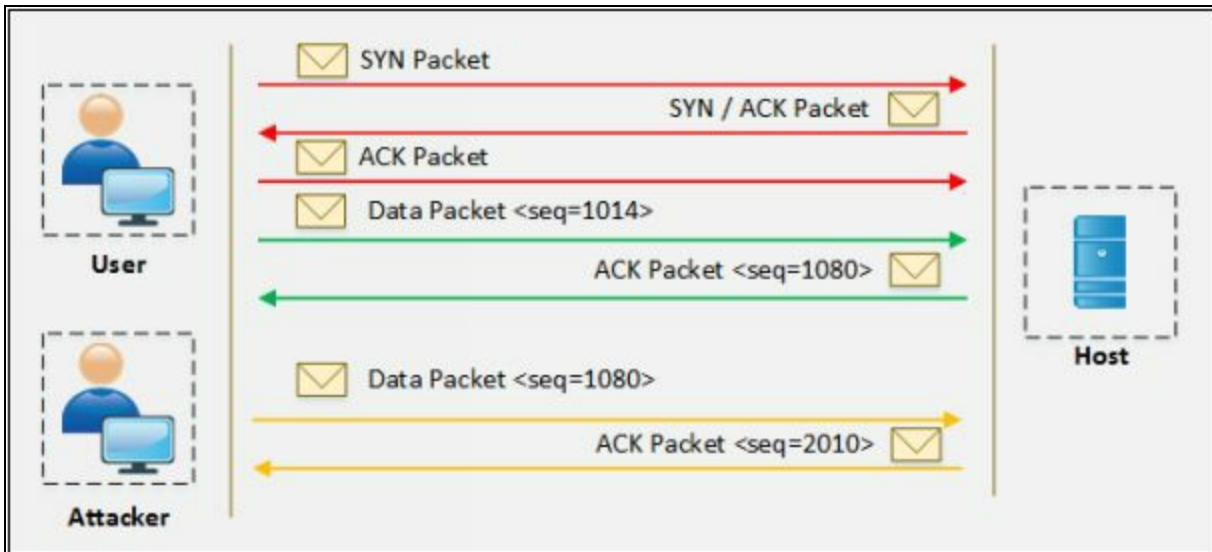 SYN Packet
SYN / ACK Packet
ACK Packet
Data Packet <seq=1014>
User
ACK Packet <seq=1080>
Host
Data Packet <seq=1080>
ACK Packet <seq=2010>
Attacker